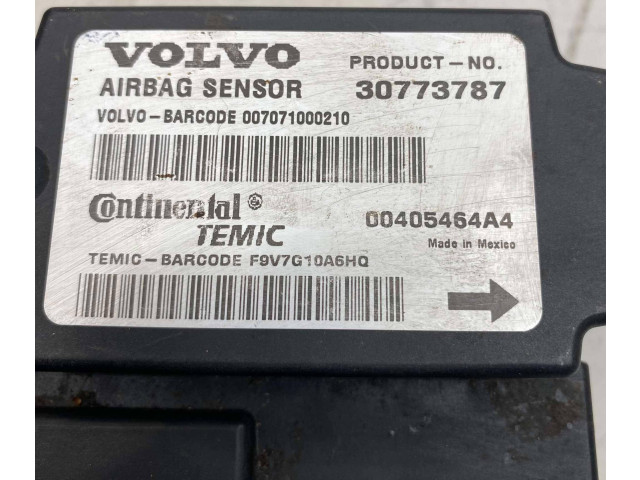 VOLVO PRODUCT-NO.
AIRBAG SENSOR 30773787
VOLVO-BARCODE 007071000210
Continental® 00405464A4
TEMIC Made in Mexico
TEMIC-BARCODE F9V7G10A6HQ